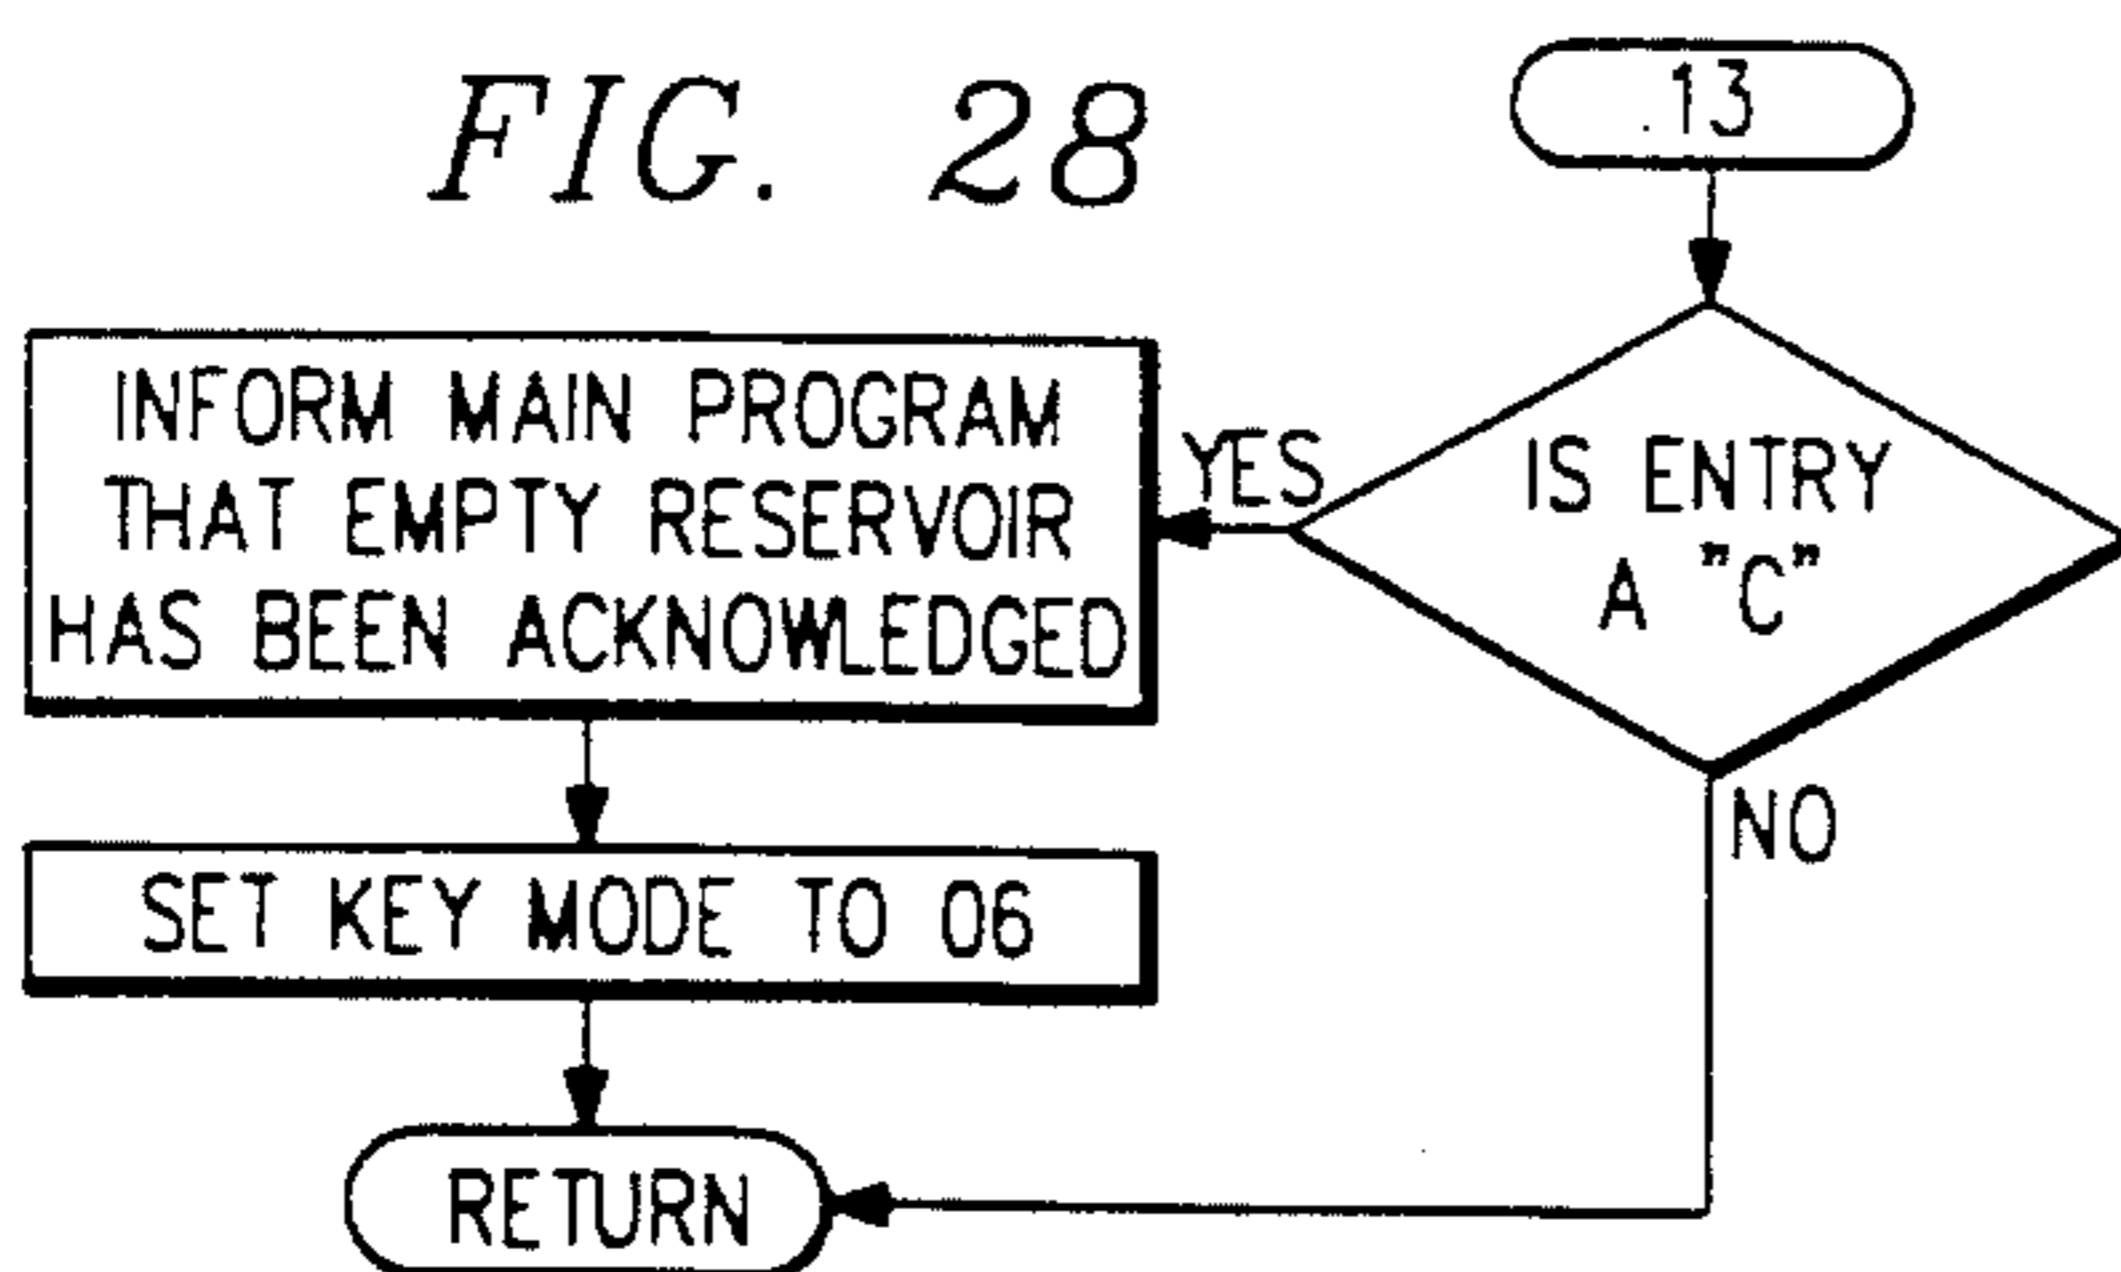 FIG. 28
13
IS ENTRY
A "C"
YES
INFORM MAIN PROGRAM
THAT EMPTY RESERVOIR
HAS BEEN ACKNOWLEDGED
NO
SET KEY MODE TO 06
RETURN